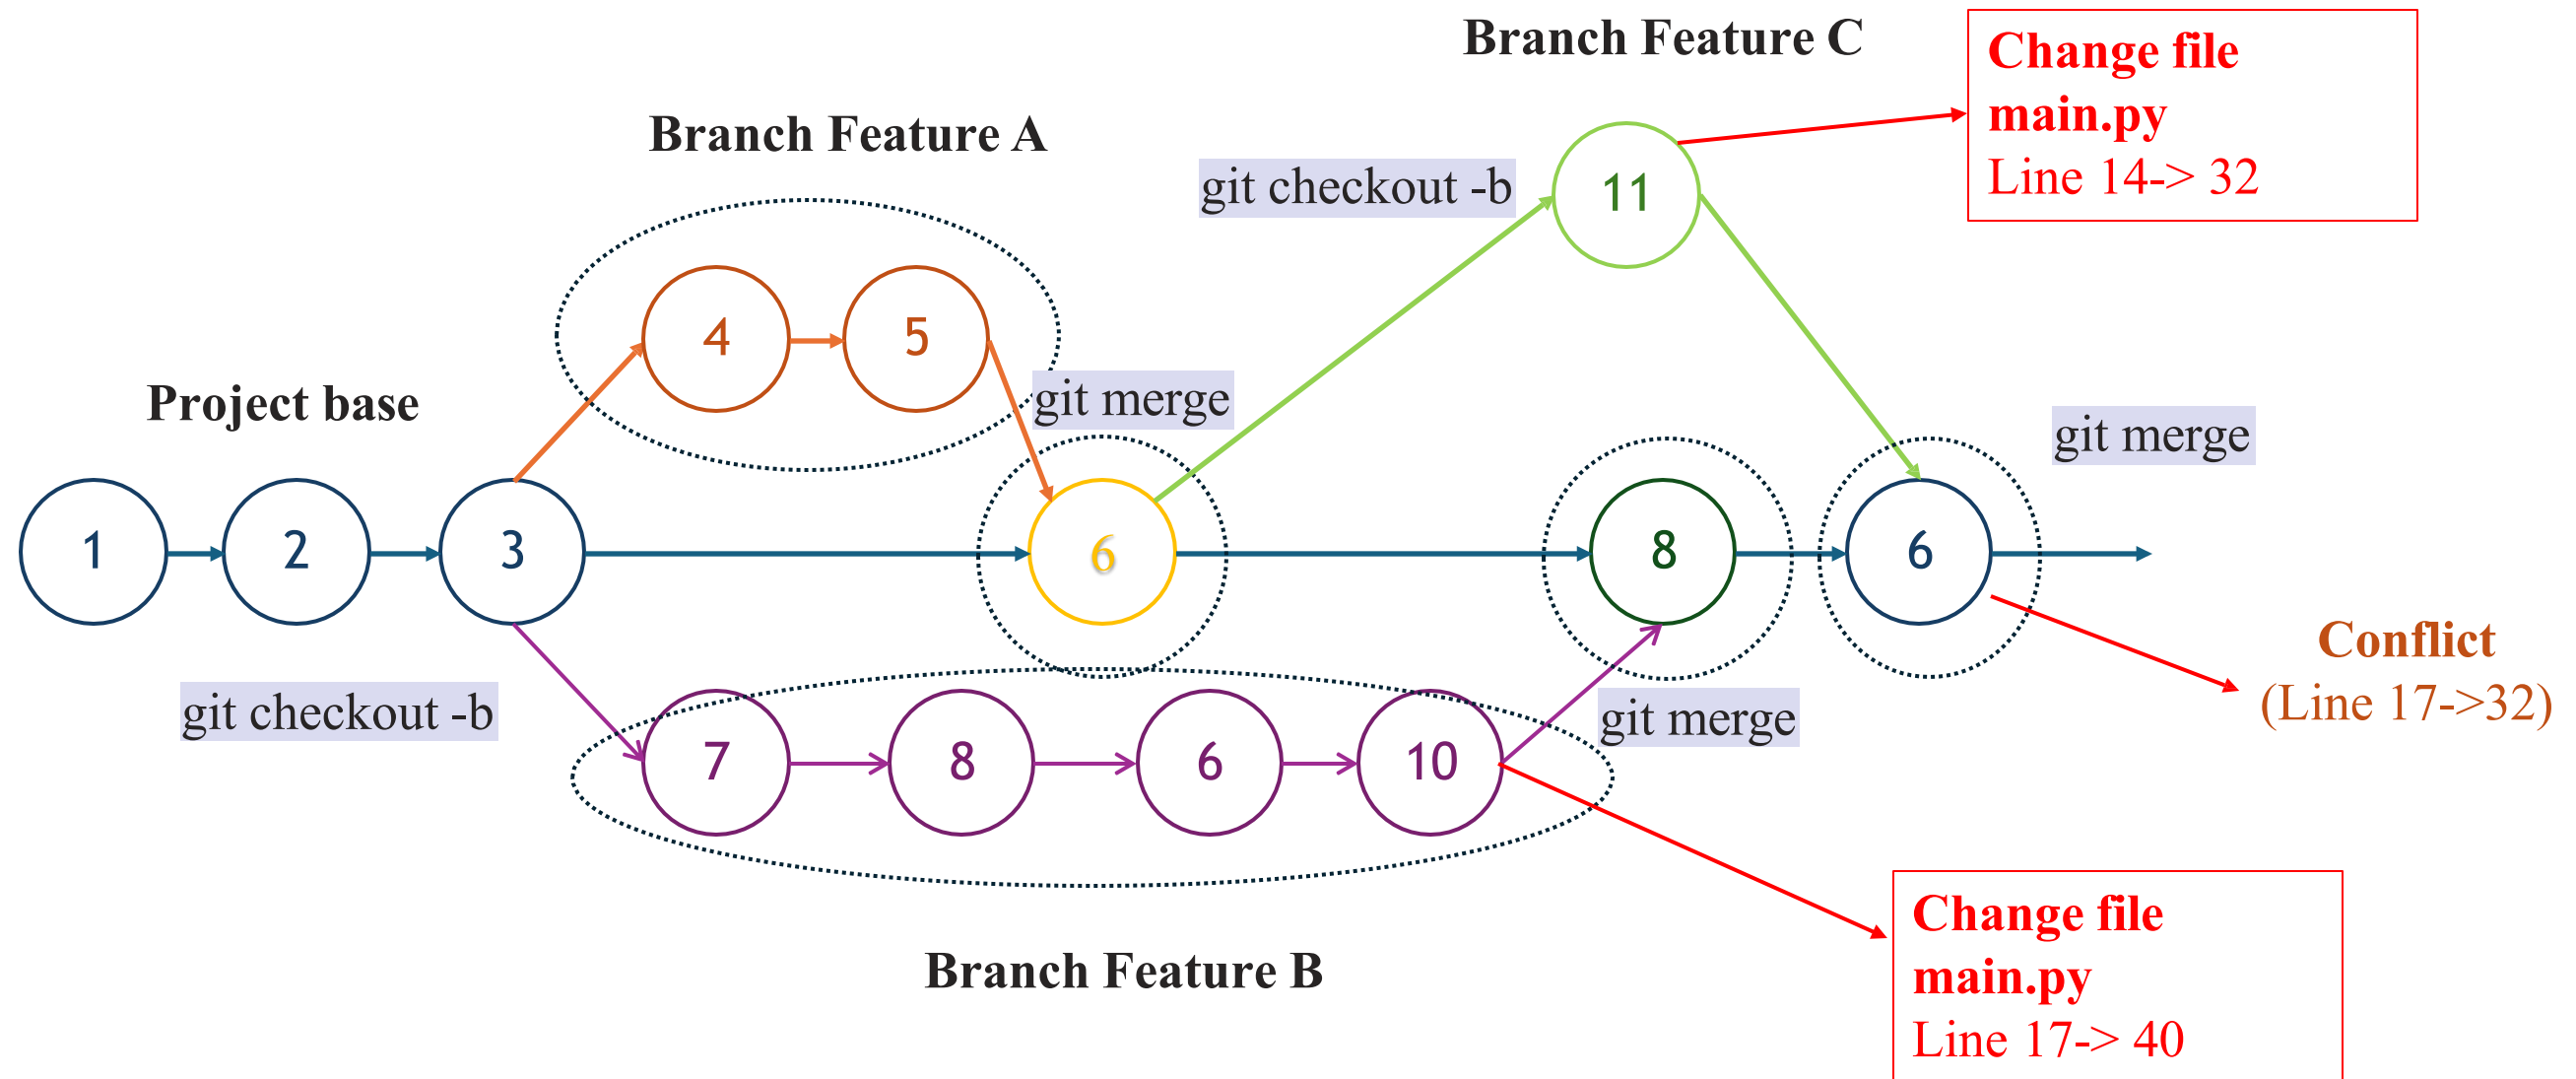 Branch Feature C
Change file
main.py
Line 14-> 32
Branch Feature A
git checkout -b
11
4
5
git merge
Project base
git merge
1
2
3
6
8
6
Conflict
(Line 17->32)
git checkout -b
git merge
7
8
6
10
Branch Feature B
Change file
main.py
Line 17-> 40